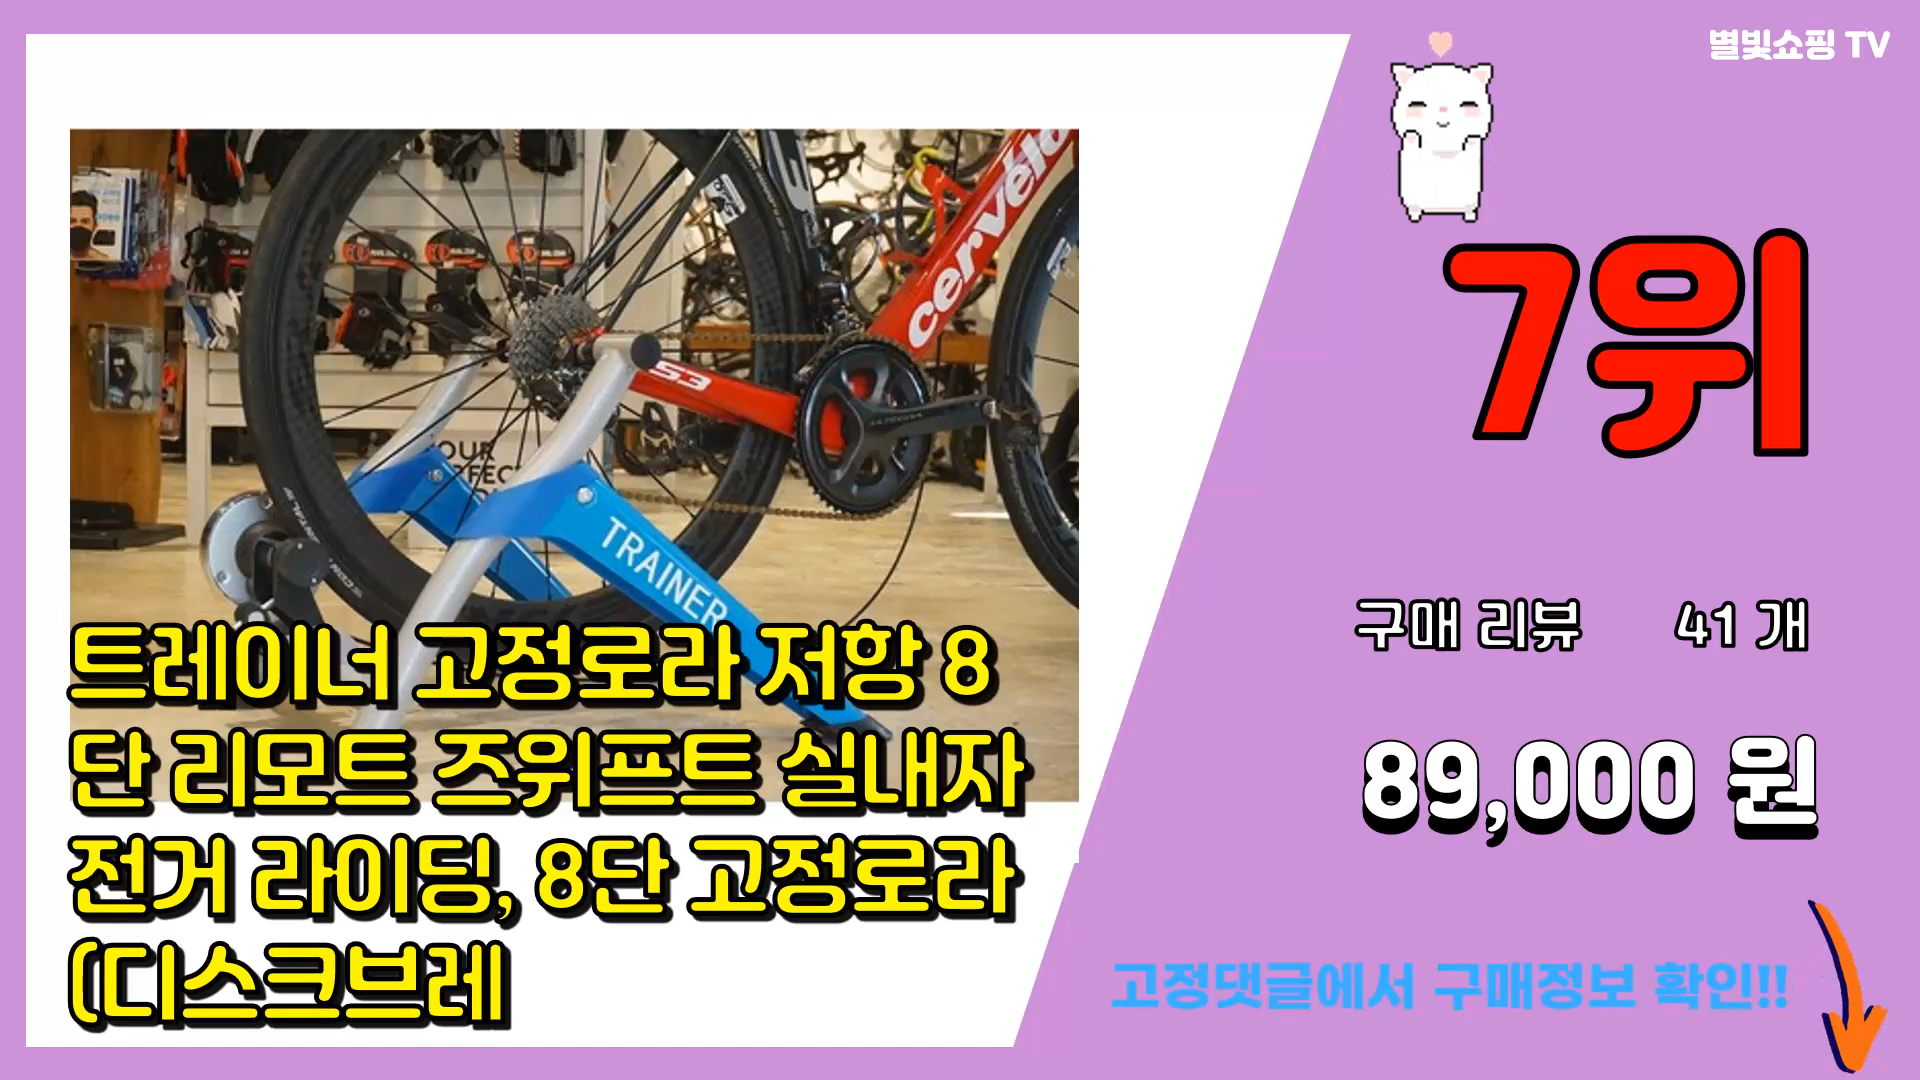 별빛쇼핑 TV
7위
cervélo
S3
OUR
TRAINER
트레이너 고정로라 저항 8
단 리모트 즈위프트 실내자
전거 라이딩, 8단 고정로라
(디스크브레
구매 리뷰 41 개
89,000 원
고정댓글에서 구매정보 확인!!